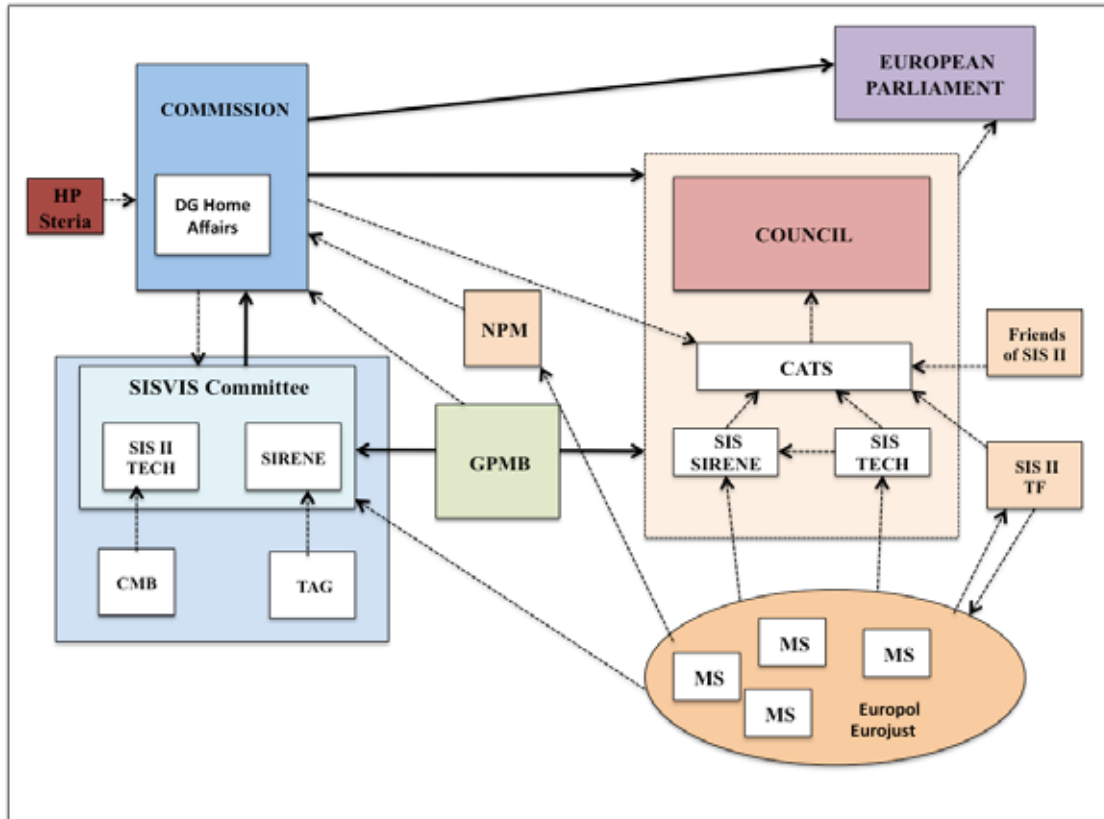 EUROPEAN
PARLIAMENT
COMMISSION
HP
Steria
DG Home
Affairs
COUNCIL
NPM
Friends
of SIS II
CATS
SISVIS Committee
SIS II
TECH
SIRENE
GPMB
SIS
SIRENE
SIS
TECH
SIS II
TF
CMB
TAG
MS
MS
MS
MS
Europol
Eurojust